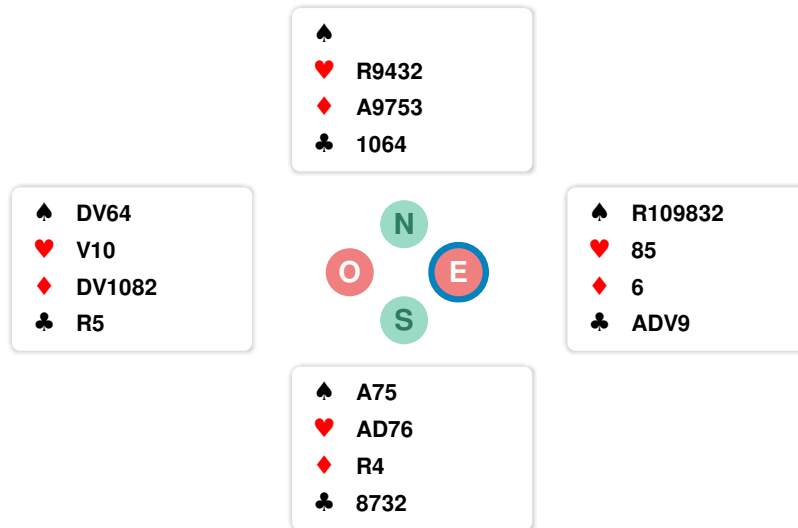 ♠
♥ R9432
♦ A9753
♣ 1064
♠ DV64
♥ V10
♦ DV1082
♣ R5
N
O E
S
♠ R109832
♥ 85
♦ 6
♣ ADV9
♠ A75
♥ AD76
♦ R4
♣ 8732